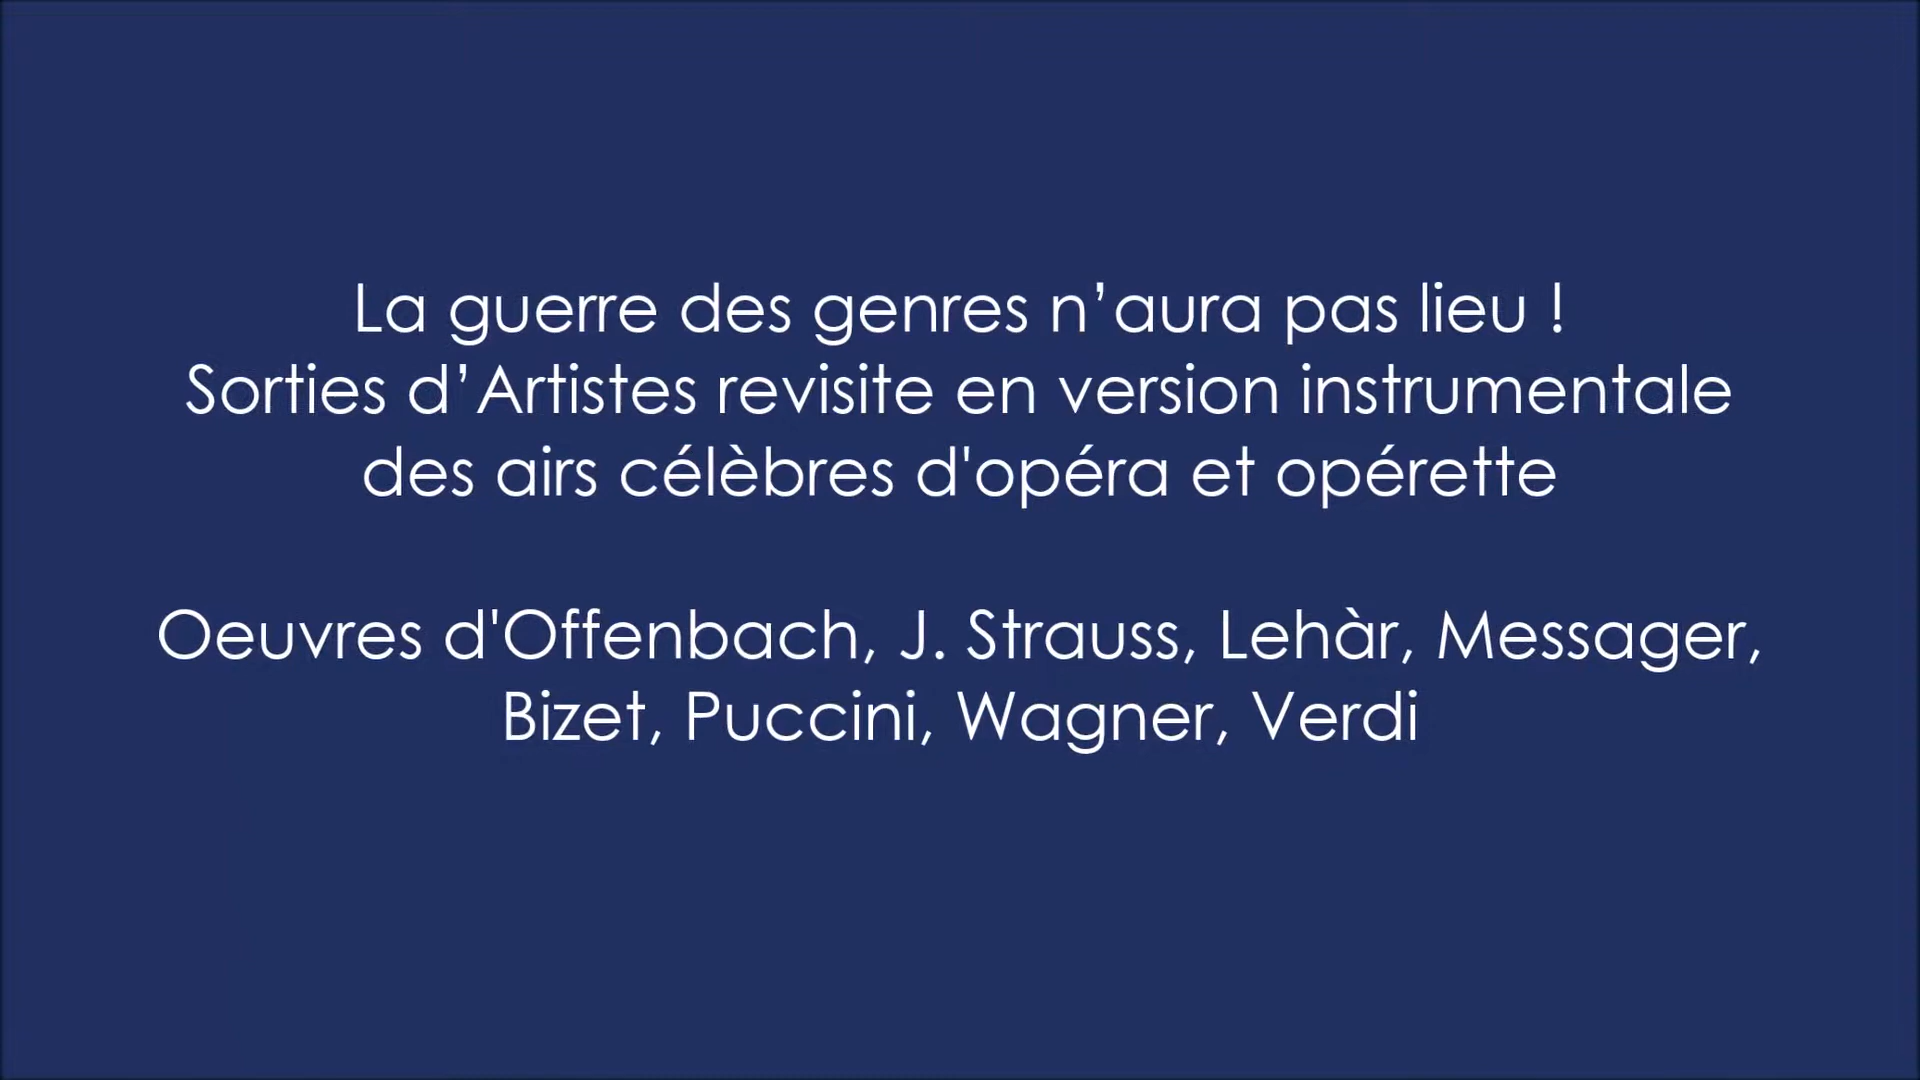 La guerre des genres n’aura pas lieu !
Sorties d’Artistes revisite en version instrumentale
des airs célèbres d'opéra et opérette
Oeuvres d'Offenbach, J. Strauss, Lehàr, Messager,
Bizet, Puccini, Wagner, Verdi